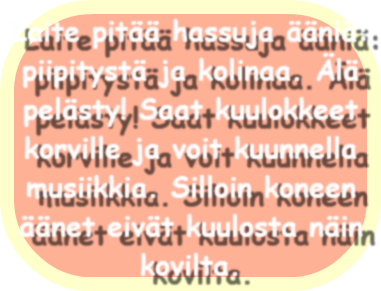 Laite pitää hassuja ääniä:
piipitystä ja kolinaa. Älä
pelästy! Saat kuulokkeet
korville ja voit kuunnella
musiikkia. Silloin koneen
äänet eivät kuulosta näin
kovilta.